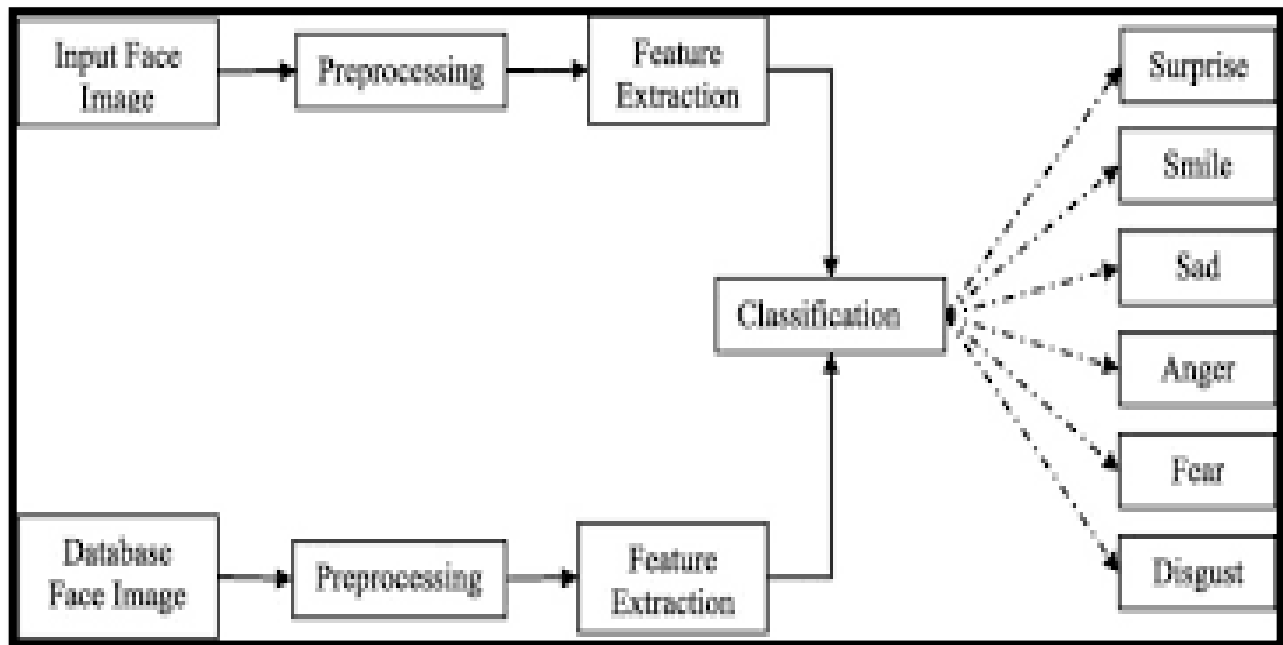 Input Face
Image
Preprocessing
Feature
Extraction
Surprise
Smile
Sad
Classification
Anger
Fear
Database
Face Image
Preprocessing
Feature
Extraction
Disgust